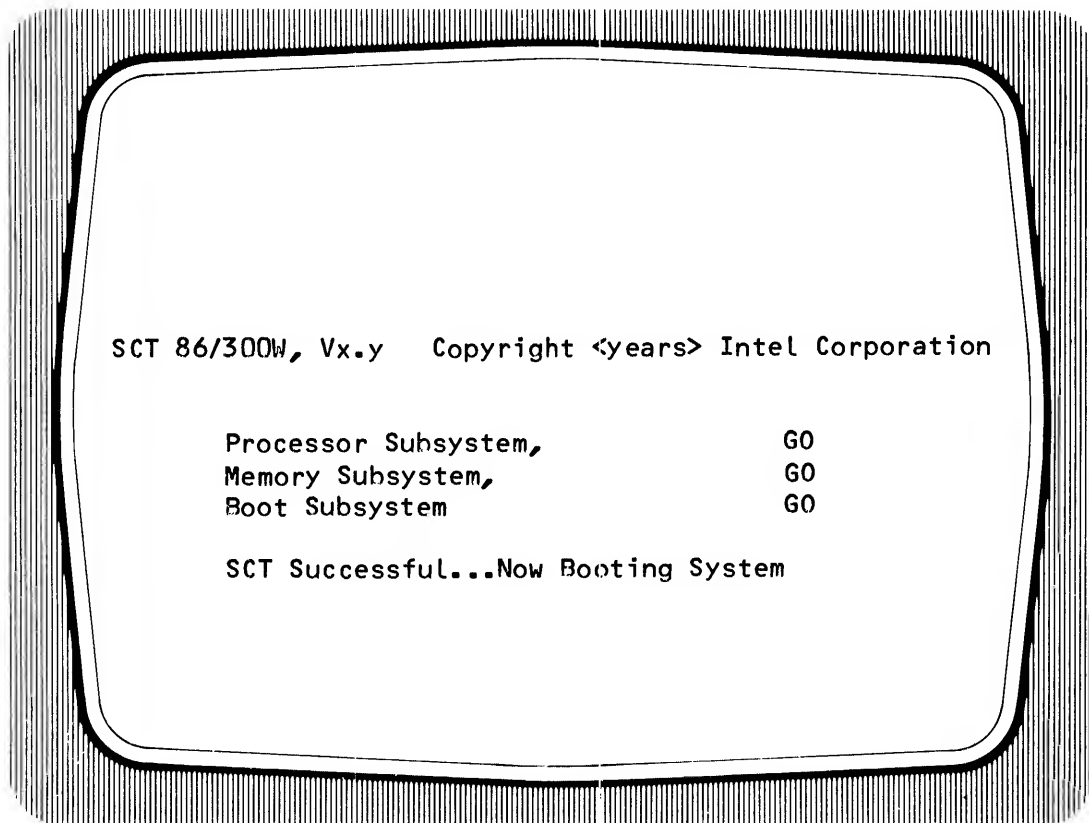 SCT 86/300W, Vx.y Copyright <years> Intel Corporation
Processor Subsystem, GO
Memory Subsystem, GO
Boot Subsystem GO
SCT Successful...Now Booting System